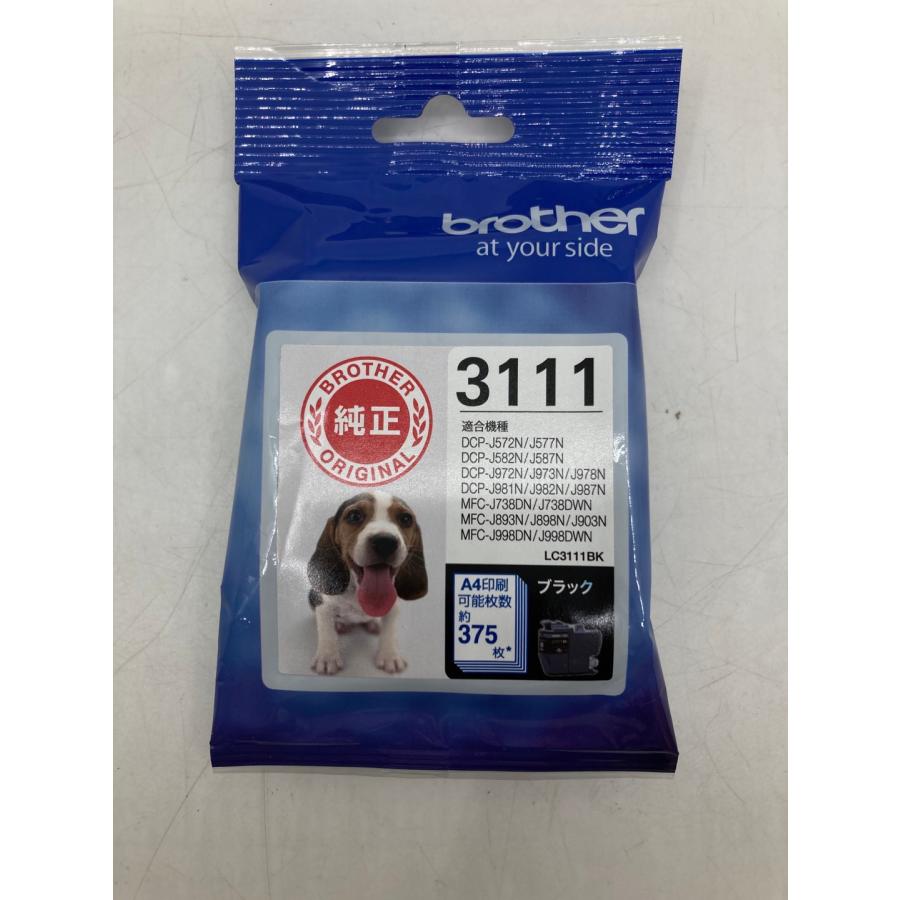 brother
at your side
BROTHER
純正
ORIGINAL
3111
適合機種
DCP-J572N/J577N
DCP-J582N/J587N
DCP-J972N/J973N/J978N
DCP-J981N/J982N/J987N
MFC-J738DN/J738DWN
MFC-J893N/J898N/J903N
MFC-J998DN/J998DWN
LC3111BK
A4印刷
可能枚数
約
375
枚*
ブラック